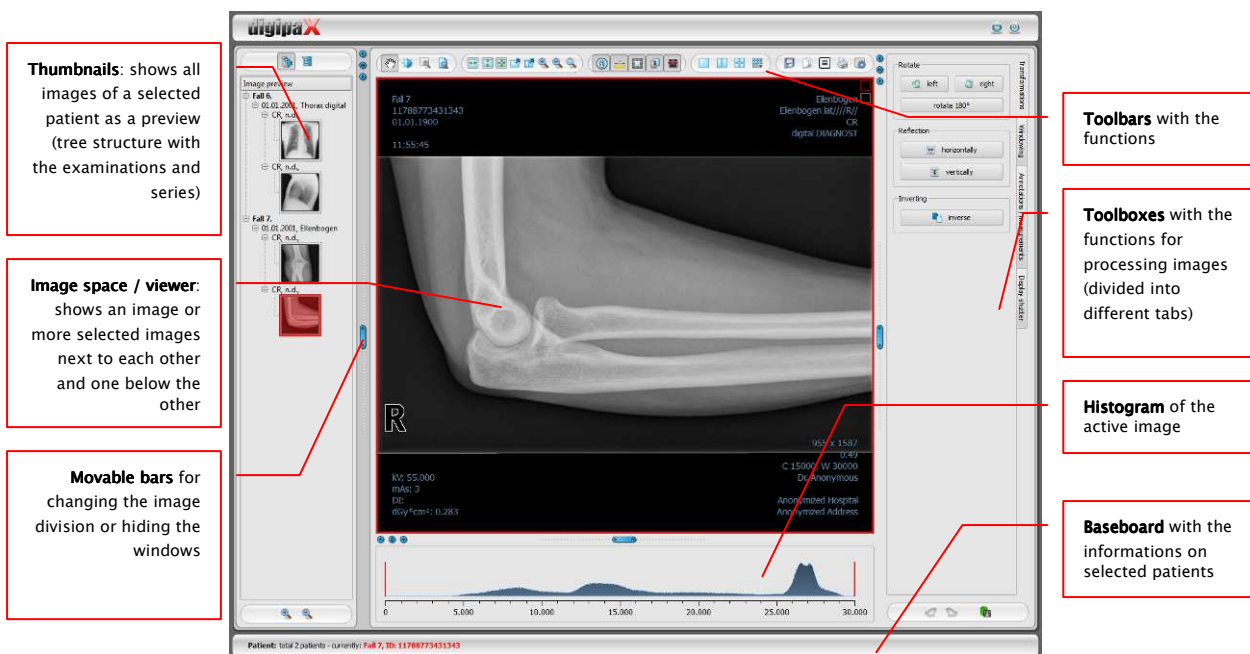 digipaX
Thumbnails: shows all
images of a selected
patient as a preview
(tree structure with
the examinations and
series)
Image space / viewer:
shows an image or
more selected images
next to each other
and one below the
other
Movable bars for
changing the image
division or hiding the
windows
Image preview
Fall 6,
01.01.2001, Thorax digital
CR, n.d.,
CR, n.d.,
Fall 7,
01.01.2001, Ellenbogen
CR, n.d.,
CR, n.d.,
Fall 7
11788773431343
01.01.1900
11:55:45
Ellenbogen
Ellenbogen lat////R//
CR
digital DIAGNOST
R
kV: 55.000
mAs: 3
DI:
dGy*cm²: 0.283
955 x 1587
0.49
C 15000, W 30000
Dr. Anonymous
Anonymized Hospital
Anonymized Address
0 5.000 10.000 15.000 20.000 25.000 30.000
Rotate
left right
rotate 180°
Reflection
horizontally
vertically
Inverting
inverse
transformations
Windowing
Annotations / measurements
Display shutter
Toolbars with the
functions
Toolboxes with the
functions for
processing images
(divided into
different tabs)
Histogram of the
active image
Baseboard with the
informations on
selected patients
Patient: total 2 patients - currently: Fall 7, ID: 11788773431343